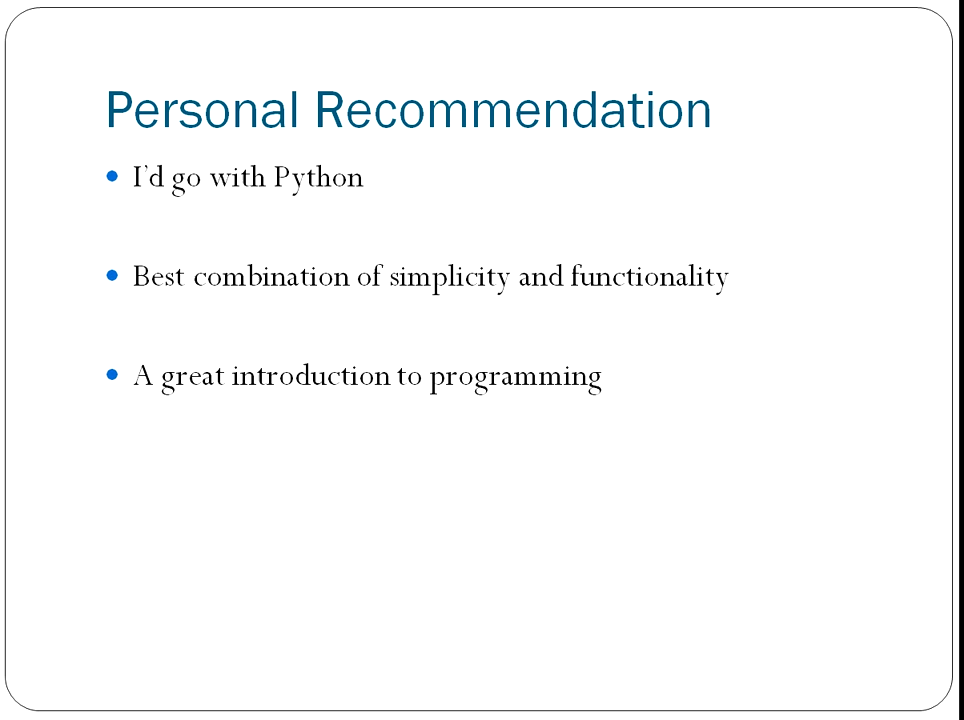 Personal Recommendation
I'd go with Python
Best combination of simplicity and functionality
A great introduction to programming